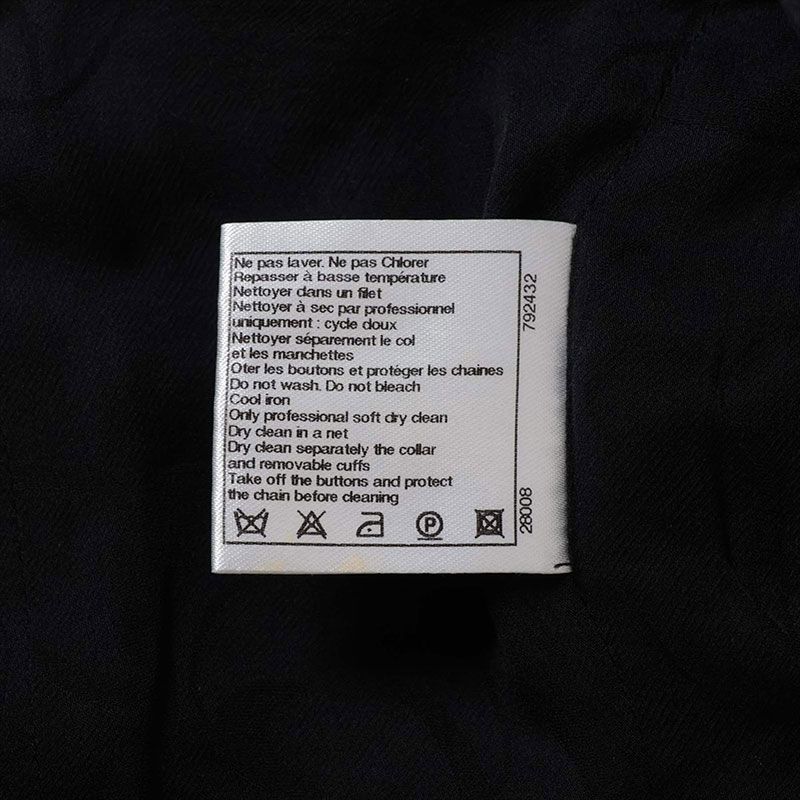 Ne pas laver. Ne pas Chlorer
Repasser à basse température
Nettoyer dans un filet
Nettoyer à sec par professionnel
uniquement : cycle doux
Nettoyer séparement le col
et les manchettes
Oter les boutons et protéger les chaines
Do not wash. Do not bleach
Cool iron
Only professional soft dry clean
Dry clean in a net
Dry clean separately the collar
and removable cuffs
Take off the buttons and protect
the chain before cleaning
P
792432
28008